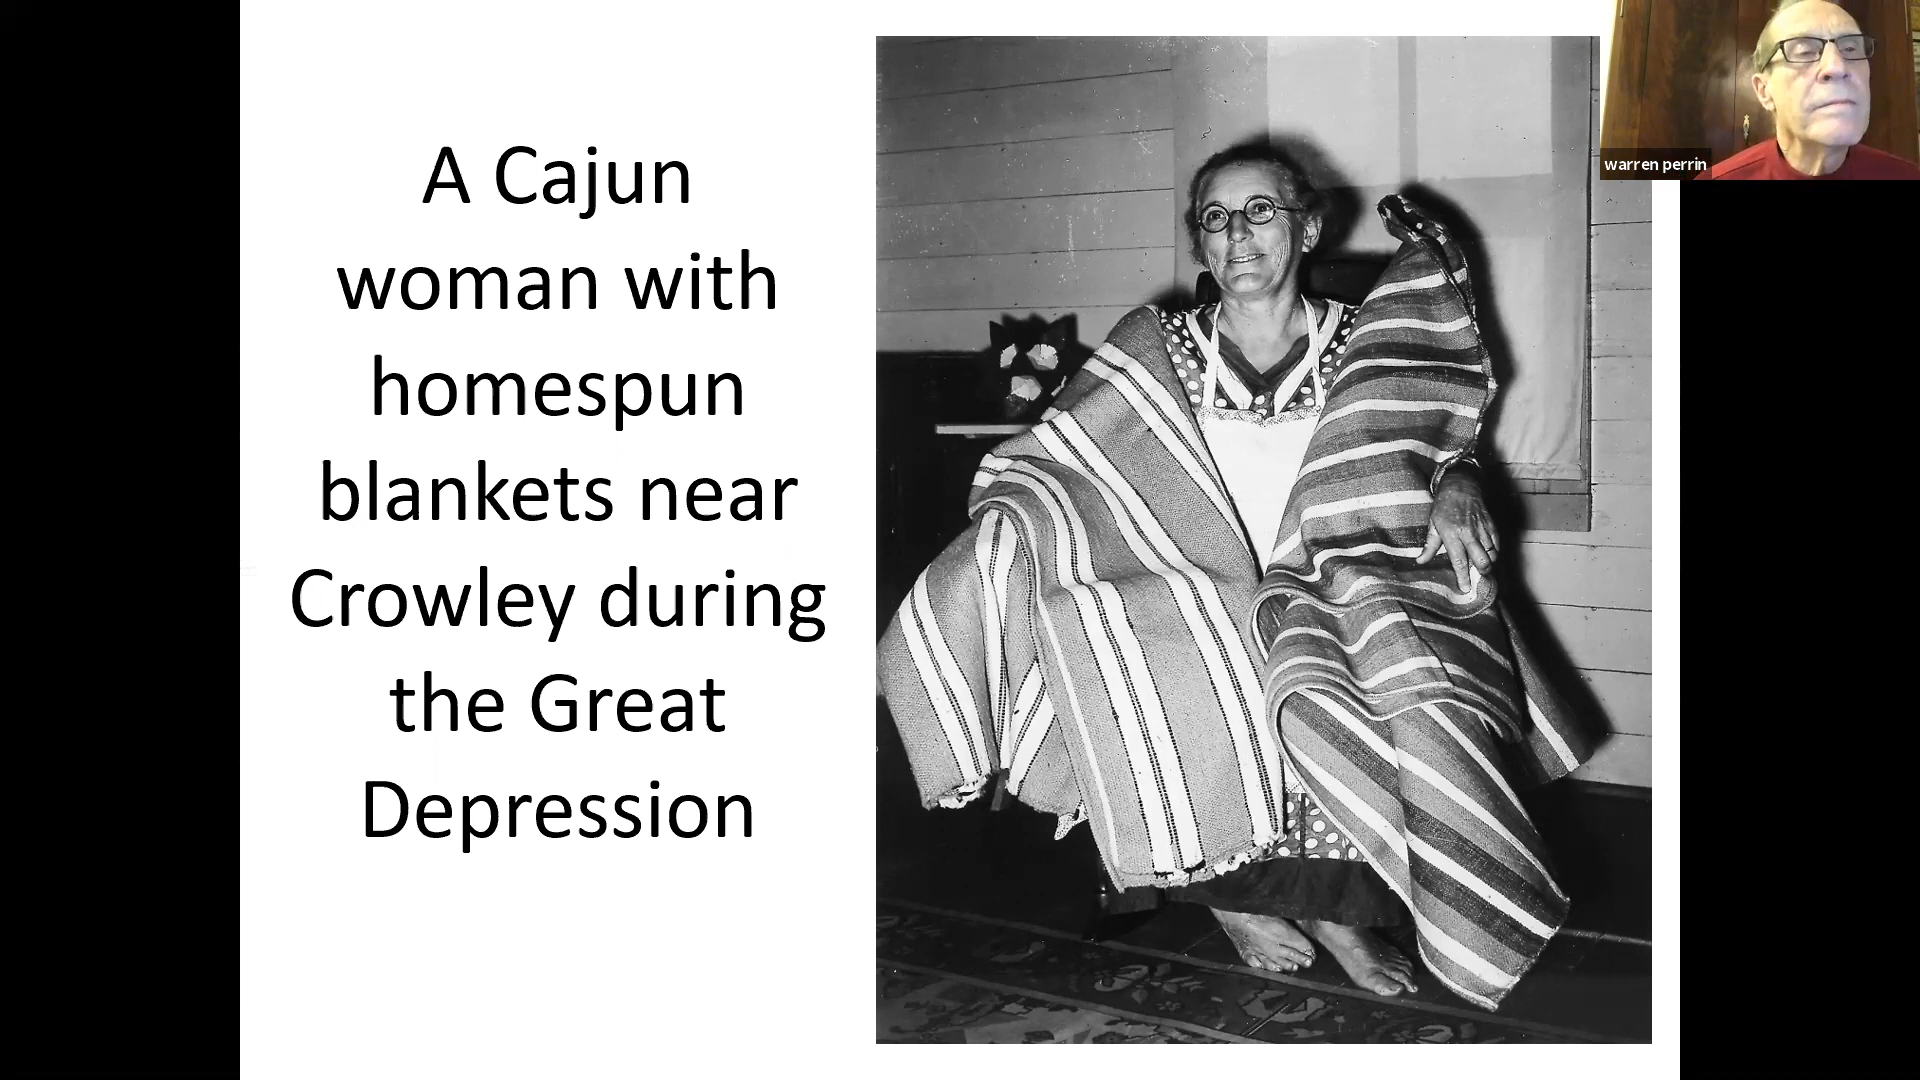 A Cajun
woman with
homespun
blankets near
Crowley during
the Great
Depression
warren perrin